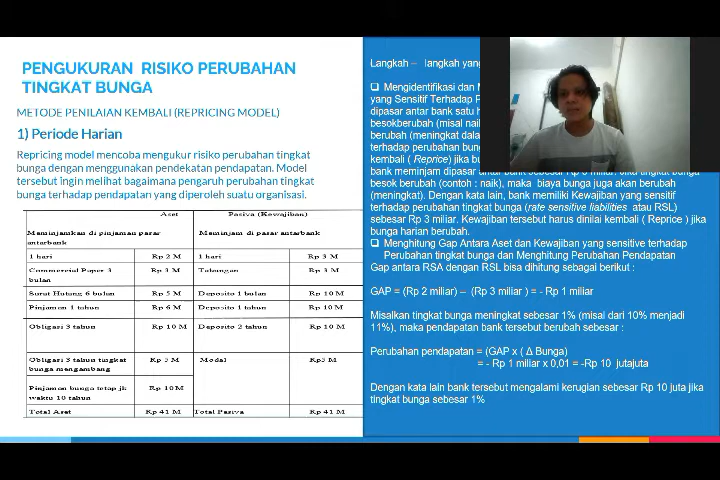 PENGUKURAN RISIKO PERUBAHAN
TINGKAT BUNGA
METODE PENILAIAN KEMBALI (REPRICING MODEL)
1) Periode Harian
Repricing model mencoba mengukur risiko perubahan tingkat
bunga dengan menggunakan pendekatan pendapatan. Model
tersebut ingin melihat bagaimana pengaruh perubahan tingkat
bunga terhadap pendapatan yang diperoleh suatu organisasi.
Aset Pasiva (Kewajiban)
Meminjamkan di pinjaman pasar antarbank Meminjam di pasar antarbank
1 hari Rp 2 M 1 hari Rp 3 M
Commercial Paper 3 bulan Rp 3 M Tabungan Rp 3 M
Surat Hutang 6 bulan Rp 5 M Deposito 1 bulan Rp 10 M
Pinjaman 1 tahun Rp 6 M Deposito 1 tahun Rp 10 M
Obligasi 3 tahun Rp 10 M Deposito 2 tahun Rp 10 M
Obligasi 3 tahun tingkat bunga mengambang Rp 5 M Modal Rp5 M
Pinjaman bunga tetap jk waktu 10 tahun Rp 10M
Total Aset Rp 41 M Total Pasiva Rp 41 M
Langkah – langkah yang
❑ Mengidentifikasi dan
yang Sensitif Terhadap
dipasar antar bank satu
besokberubah (misal
berubah (meningkat
terhadap perubahan
kembali ( Reprice) jika
bank meminjam dipasar antar bank sebesar Rp 3 miliar. Jika tingkat bunga
besok berubah (contoh : naik), maka biaya bunga juga akan berubah
(meningkat). Dengan kata lain, bank memiliki Kewajiban yang sensitif
terhadap perubahan tingkat bunga (rate sensitive liabilities atau RSL)
sebesar Rp 3 miliar. Kewajiban tersebut harus dinilai kembali ( Reprice ) jika
bunga harian berubah.
❑ Menghitung Gap Antara Aset dan Kewajiban yang sensitive terhadap
Perubahan tingkat bunga dan Menghitung Perubahan Pendapatan
Gap antara RSA dengan RSL bisa dihitung sebagai berikut :
GAP = (Rp 2 miliar) – (Rp 3 miliar ) = - Rp 1 miliar
Misalkan tingkat bunga meningkat sebesar 1% (misal dari 10% menjadi
11%), maka pendapatan bank tersebut berubah sebesar :
Perubahan pendapatan = (GAP x ( Δ Bunga)
= - Rp 1 miliar x 0,01 = -Rp 10 jutajuta
Dengan kata lain bank tersebut mengalami kerugian sebesar Rp 10 juta jika
tingkat bunga sebesar 1%